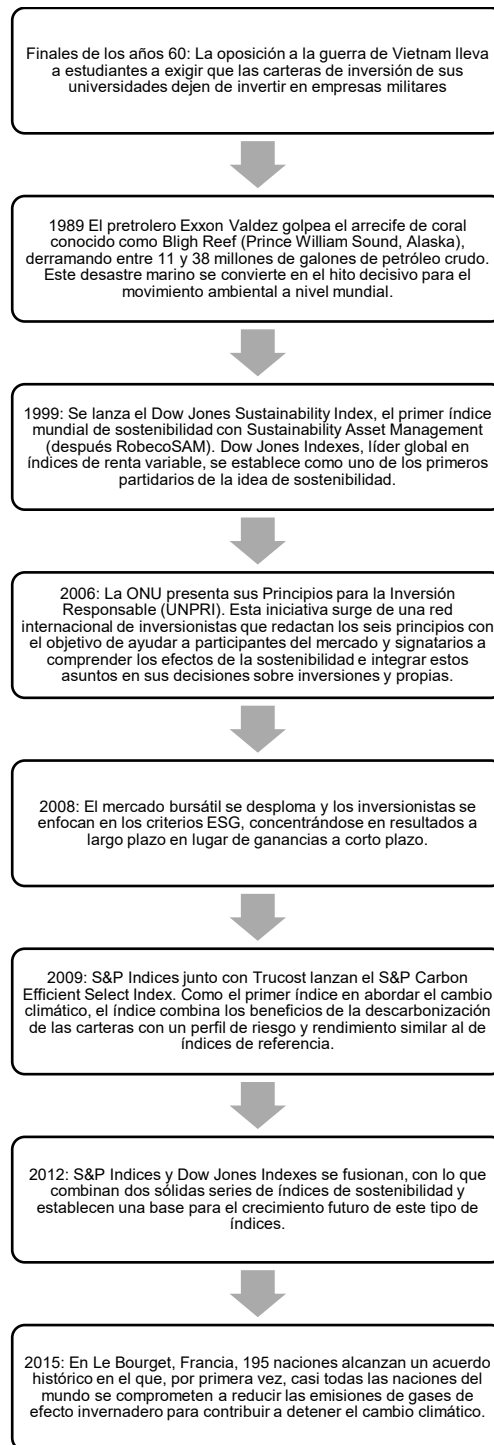 Finales de los años 60: La oposición a la guerra de Vietnam lleva
a estudiantes a exigir que las carteras de inversión de sus
universidades dejen de invertir en empresas militares
1989 El pretrolero Exxon Valdez golpea el arrecife de coral
conocido como Bligh Reef (Prince William Sound, Alaska),
derramando entre 11 y 38 millones de galones de petróleo crudo.
Este desastre marino se convierte en el hito decisivo para el
movimiento ambiental a nivel mundial.
1999: Se lanza el Dow Jones Sustainability Index, el primer índice
mundial de sostenibilidad con Sustainability Asset Management
(después RobecoSAM). Dow Jones Indexes, líder global en
índices de renta variable, se establece como uno de los primeros
partidarios de la idea de sostenibilidad.
2006: La ONU presenta sus Principios para la Inversión
Responsable (UNPRI). Esta iniciativa surge de una red
internacional de inversionistas que redactan los seis principios con
el objetivo de ayudar a participantes del mercado y signatarios a
comprender los efectos de la sostenibilidad e integrar estos
asuntos en sus decisiones sobre inversiones y propias.
2008: El mercado bursátil se desploma y los inversionistas se
enfocan en los criterios ESG, concentrándose en resultados a
largo plazo en lugar de ganancias a corto plazo.
2009: S&P Indices junto con Trucost lanzan el S&P Carbon
Efficient Select Index. Como el primer índice en abordar el cambio
climático, el índice combina los beneficios de la descarbonización
de las carteras con un perfil de riesgo y rendimiento similar al de
índices de referencia.
2012: S&P Indices y Dow Jones Indexes se fusionan, con lo que
combinan dos sólidas series de índices de sostenibilidad y
establecen una base para el crecimiento futuro de este tipo de
índices.
2015: En Le Bourget, Francia, 195 naciones alcanzan un acuerdo
histórico en el que, por primera vez, casi todas las naciones del
mundo se comprometen a reducir las emisiones de gases de
efecto invernadero para contribuir a detener el cambio climático.